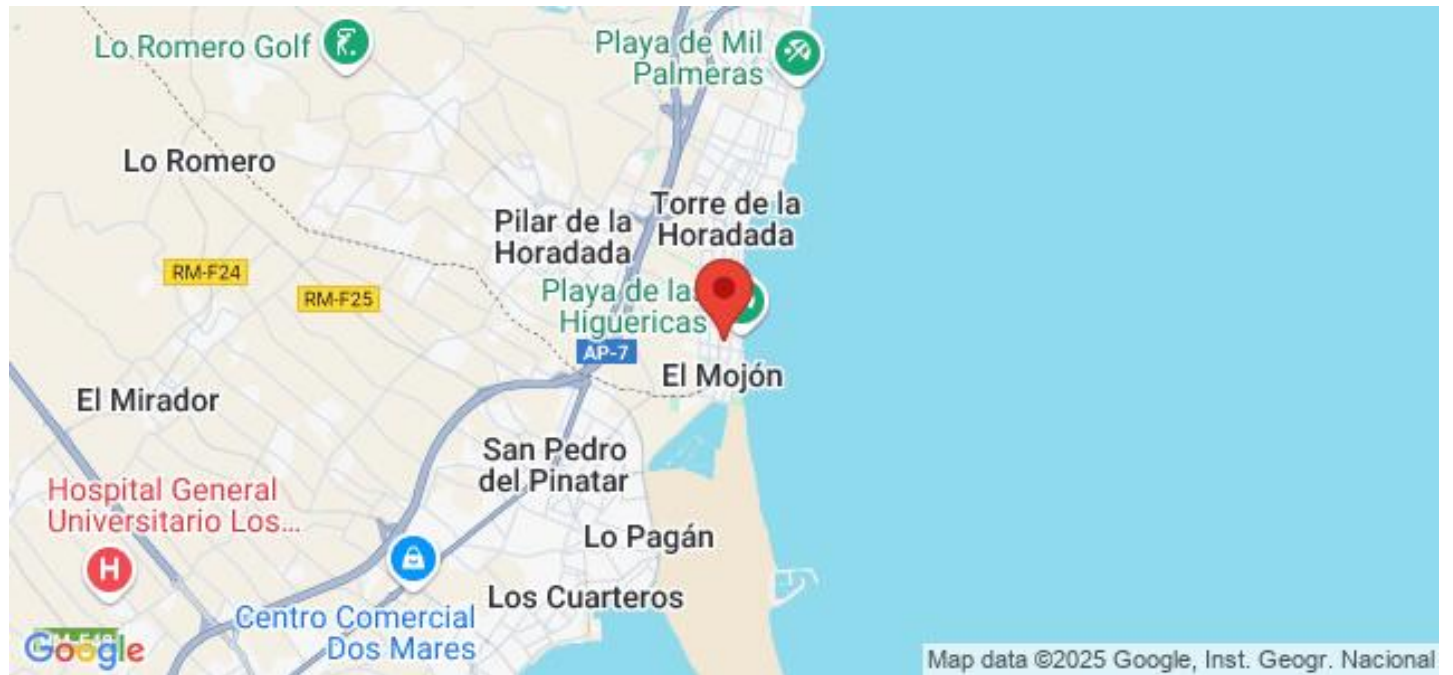 Lo Romero Golf
Playa de Mil
Palmeras
Lo Romero
Pilar de la
Horadada
Torre de la
Horadada
RM-F24
RM-F25
Playa de las
Higuericas
AP-7
El Mojón
El Mirador
San Pedro
del Pinatar
Hospital General
Universitario Los...
H
Lo Pagán
Los Cuarteros
Centro Comercial
Dos Mares
Google
Map data ©2025 Google, Inst. Geogr. Nacional